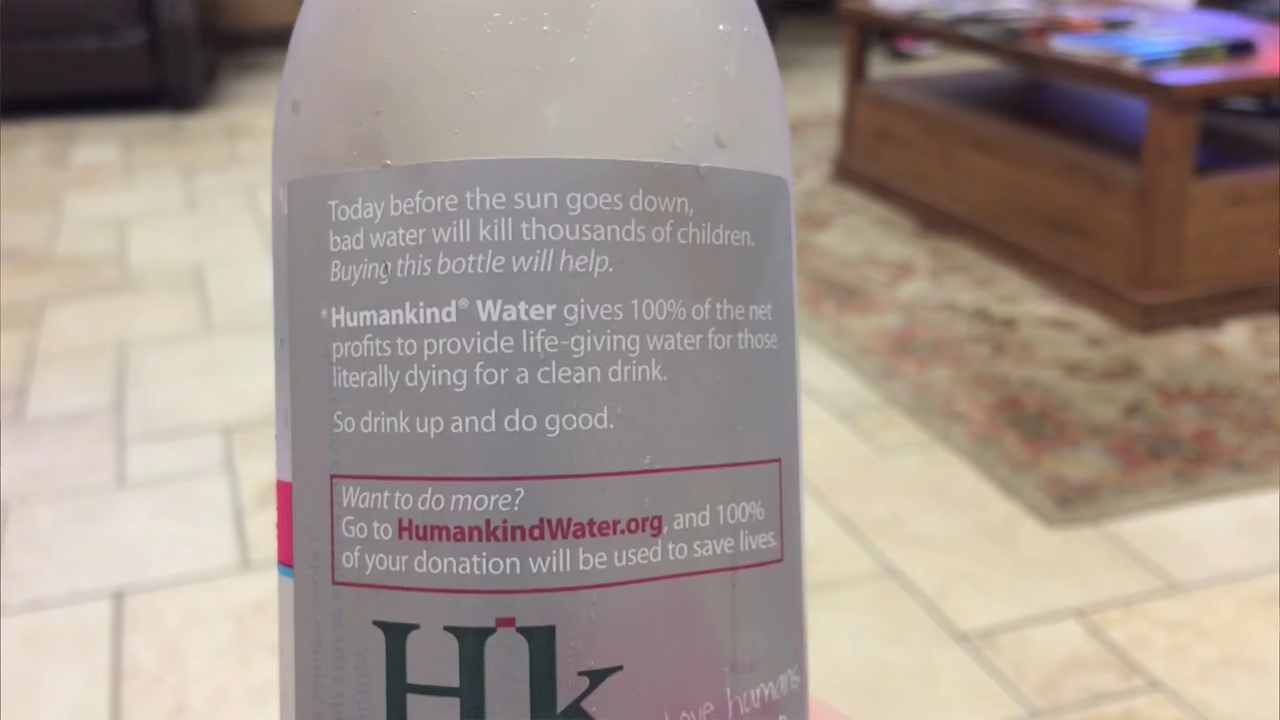 Today before the sun goes down,
bad water will kill thousands of children.
Buying this bottle will help.
*Humankind® Water gives 100% of the net
profits to provide life-giving water for those
literally dying for a clean drink.
So drink up and do good.
Want to do more?
Go to HumankindWater.org, and 100%
of your donation will be used to save lives.
Hk
love humans